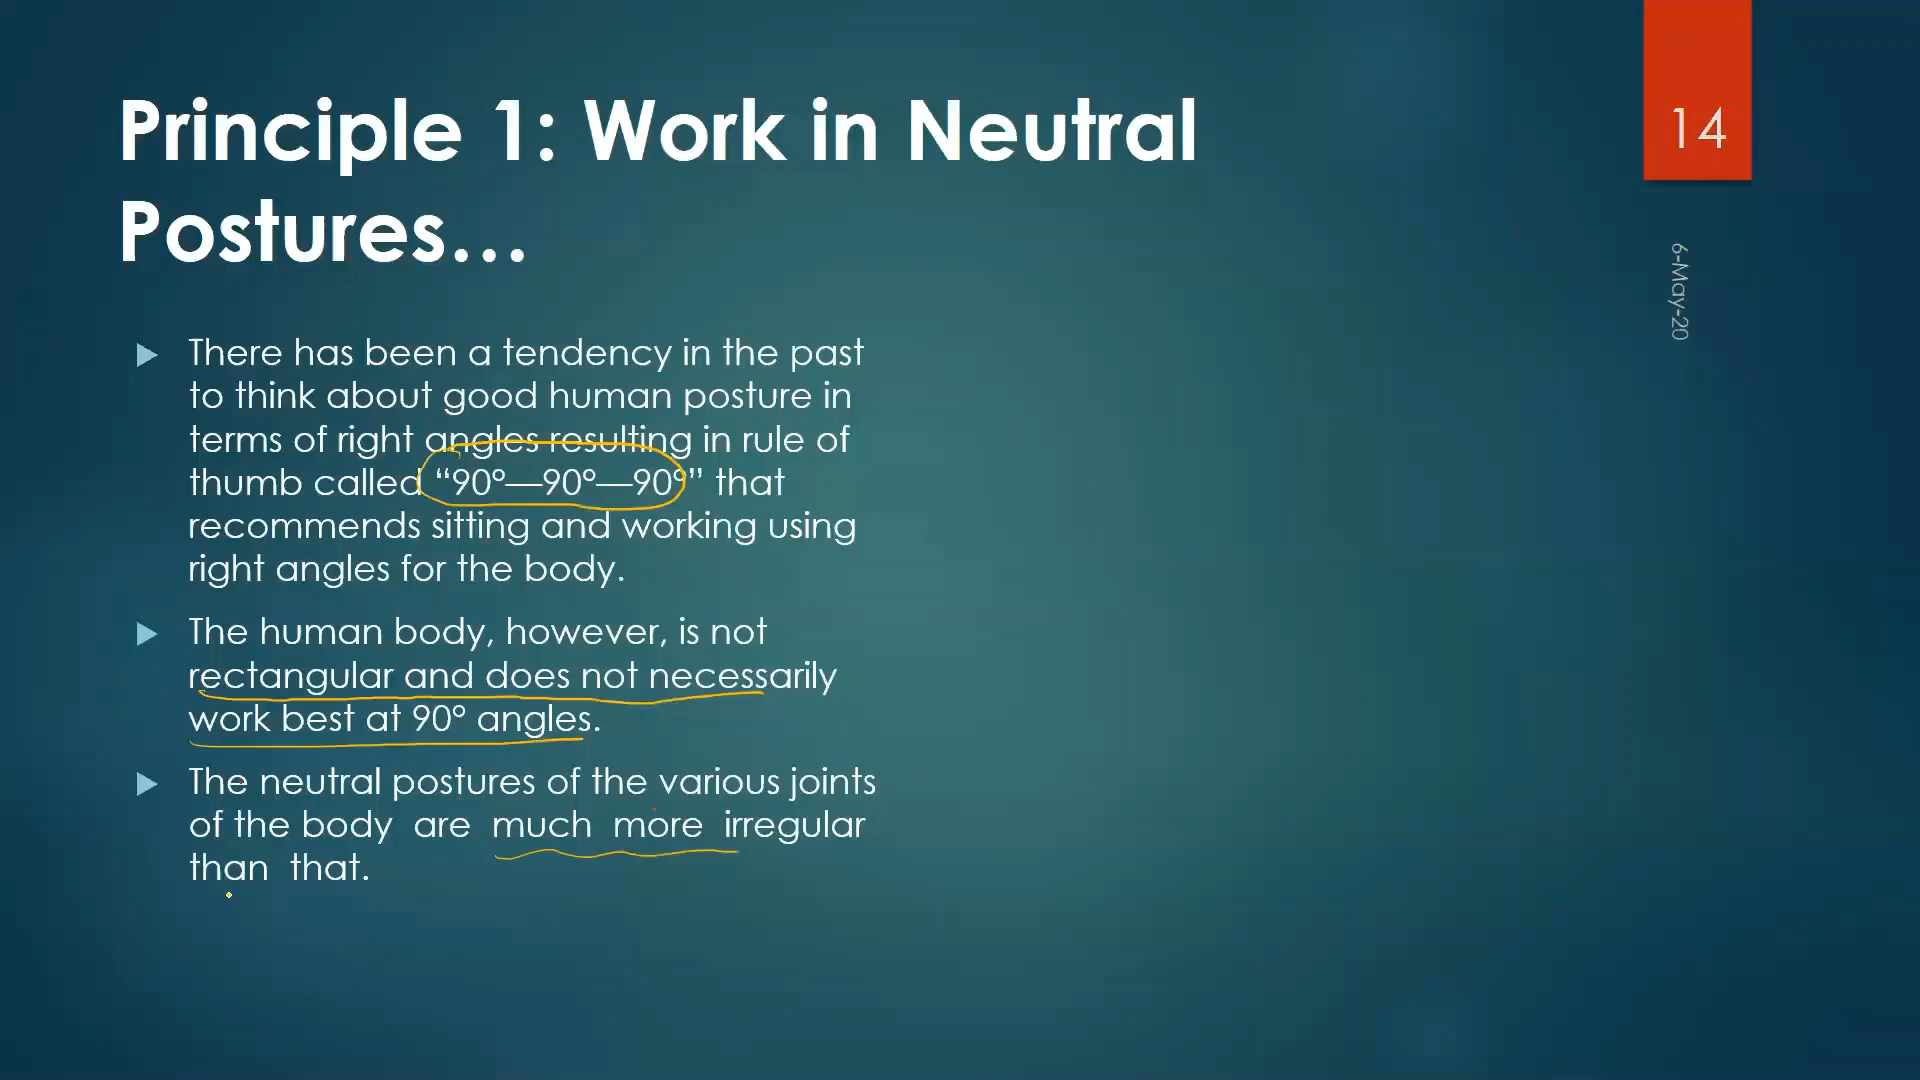 Principle 1: Work in Neutral
Postures...
14
6-May-20
There has been a tendency in the past
to think about good human posture in
terms of right angles resulting in rule of
thumb called “90°—90°—90°” that
recommends sitting and working using
right angles for the body.
The human body, however, is not
rectangular and does not necessarily
work best at 90° angles.
The neutral postures of the various joints
of the body are much more irregular
than that.